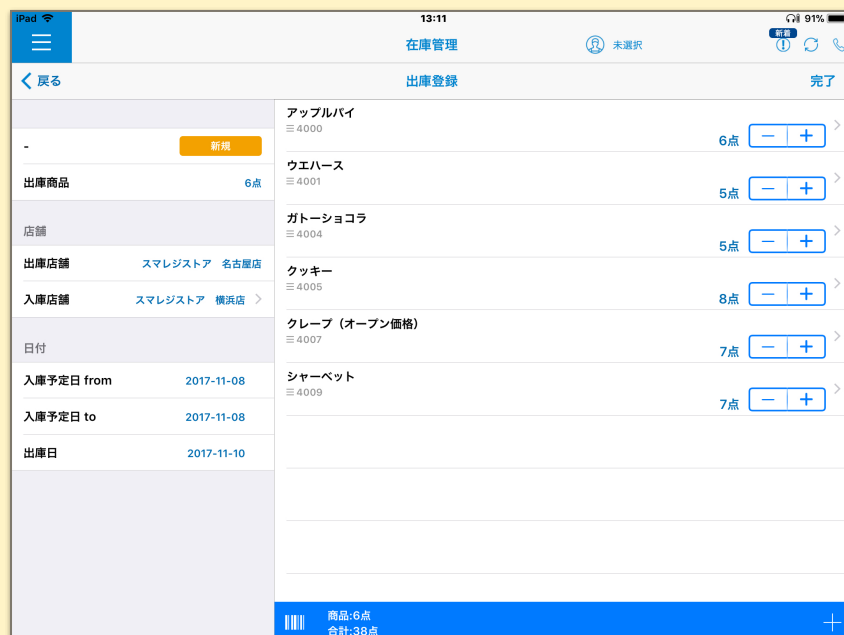 iPad 13:11 91%
在庫管理 未選択 新着
戻る 出庫登録 完了
- 新規
出庫商品 6点
店舗
出庫店舗 スマレジストア 名古屋店
入庫店舗 スマレジストア 横浜店
日付
入庫予定日 from 2017-11-08
入庫予定日 to 2017-11-08
出庫日 2017-11-10
アップルパイ
4000
6点 − +
ウエハース
4001
5点 − +
ガトーショコラ
4004
5点 − +
クッキー
4005
8点 − +
クレープ（オープン価格）
4007
7点 − +
シャーベット
4009
7点 − +
商品:6点
合計:38点